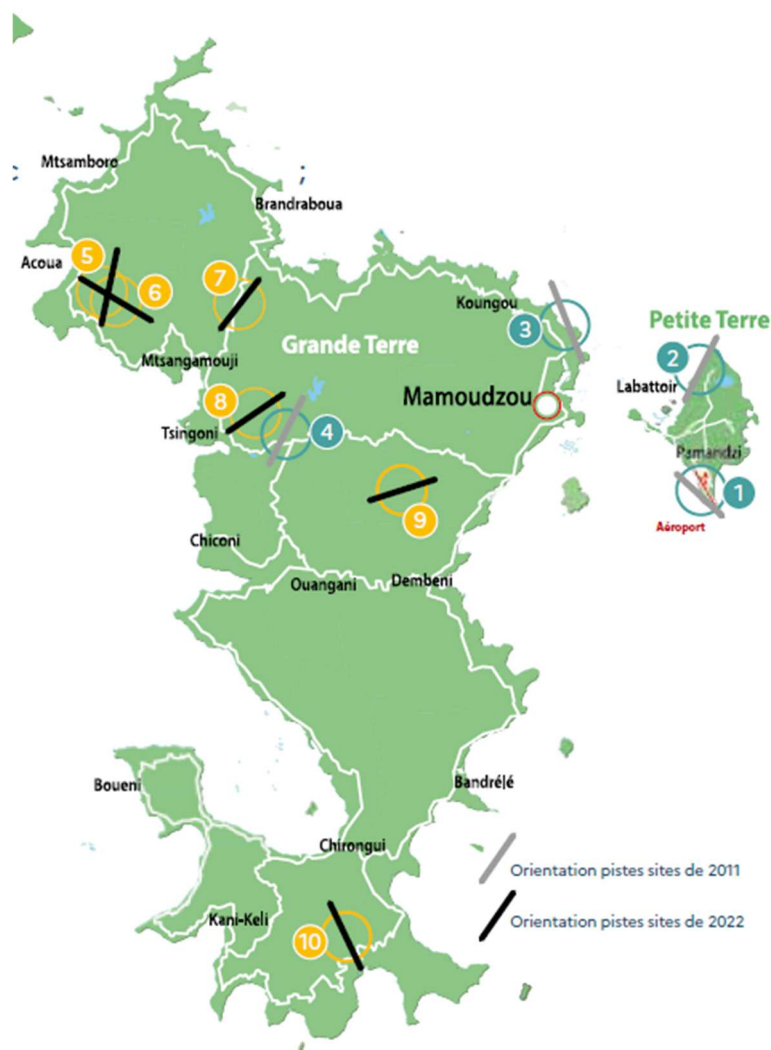 Mtsamboro
;
Brandraboua
Acoua
5
6
7
Koungou
3
Petite Terre
Grande Terre
2
Labattoir
Mtsangamouji
8
Mamoudzou
Tsingoni
4
Pamandzi
1
9
Aéroport
Chiconi
Ouangani
Dembeni
Boueni
Bandrélé
Chirongui
Orientation pistes sites de 2011
Kani-Keli
Orientation pistes sites de 2022
10